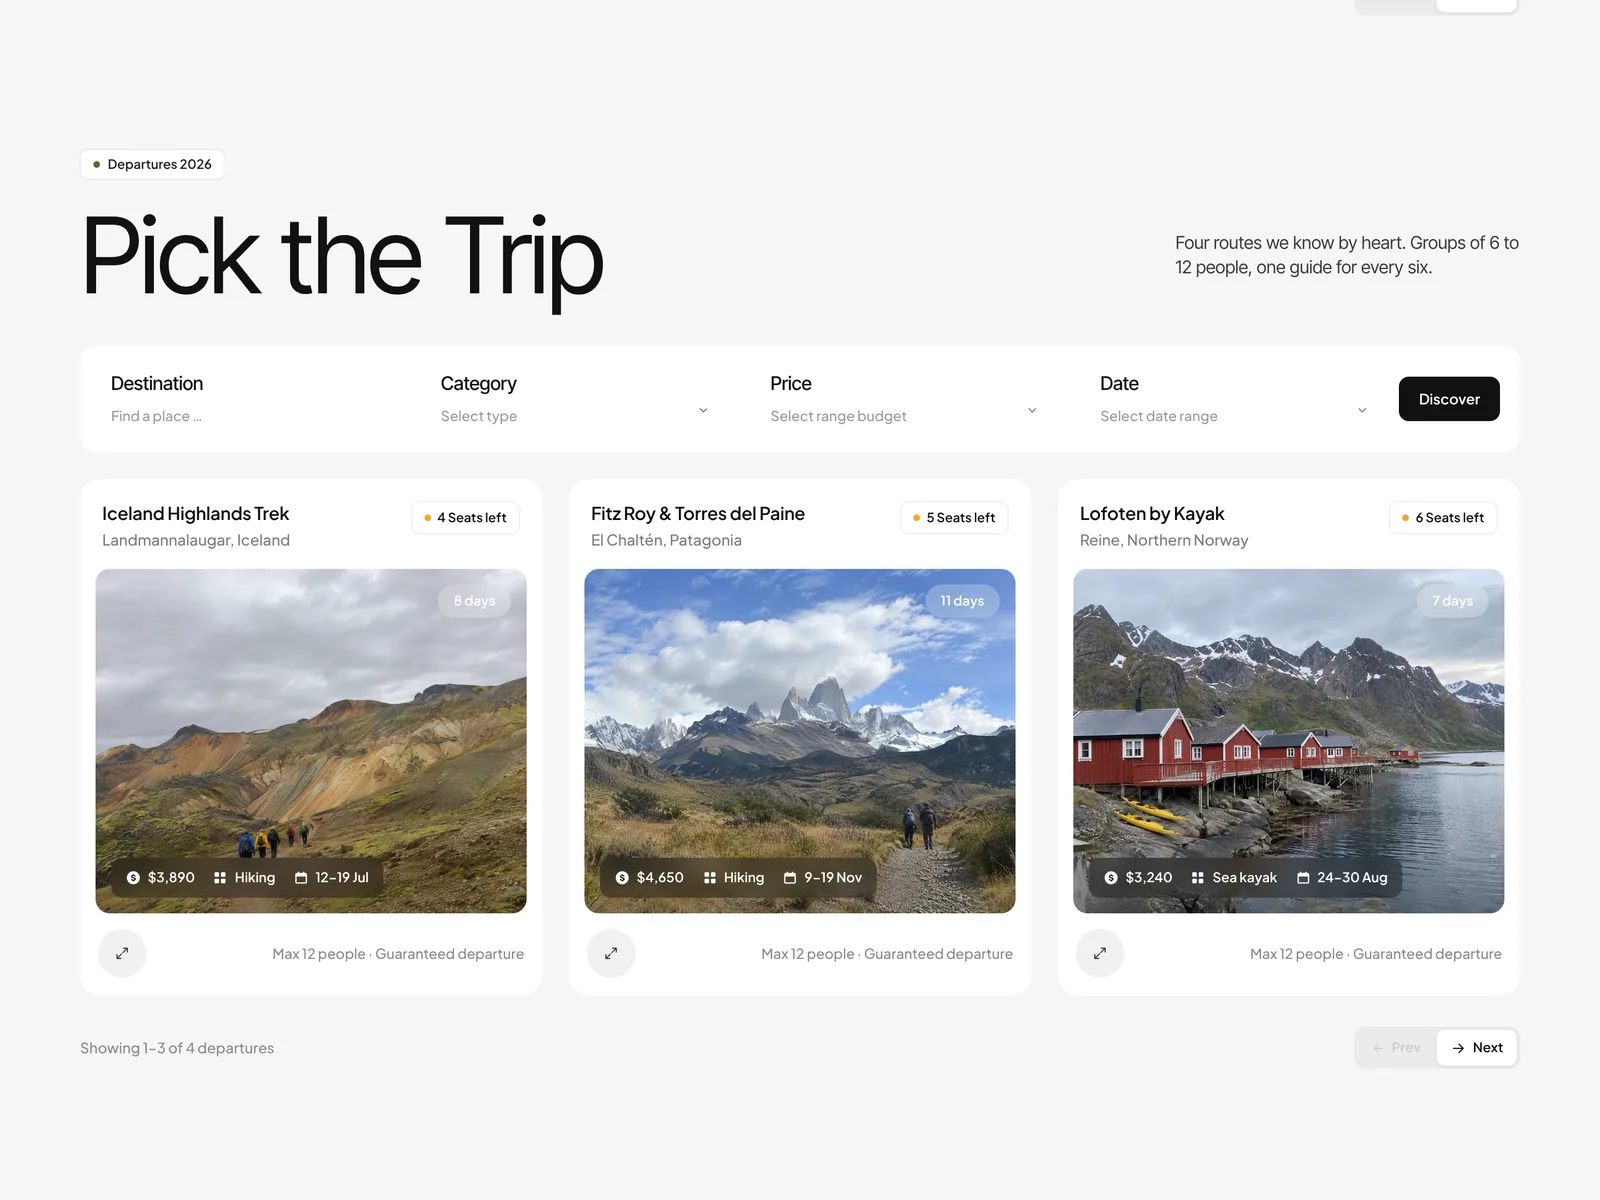 Departures 2026
Pick the Trip
Four routes we know by heart. Groups of 6 to
12 people, one guide for every six.
Destination
Find a place ...
Category
Select type
Price
Select range budget
Date
Select date range
Discover
Iceland Highlands Trek
Landmannalaugar, Iceland
4 Seats left
8 days
$3,890 Hiking 12–19 Jul
Max 12 people · Guaranteed departure
Fitz Roy & Torres del Paine
El Chaltén, Patagonia
5 Seats left
11 days
$4,650 Hiking 9–19 Nov
Max 12 people · Guaranteed departure
Lofoten by Kayak
Reine, Northern Norway
6 Seats left
7 days
$3,240 Sea kayak 24–30 Aug
Max 12 people · Guaranteed departure
Showing 1–3 of 4 departures
← Prev
→ Next